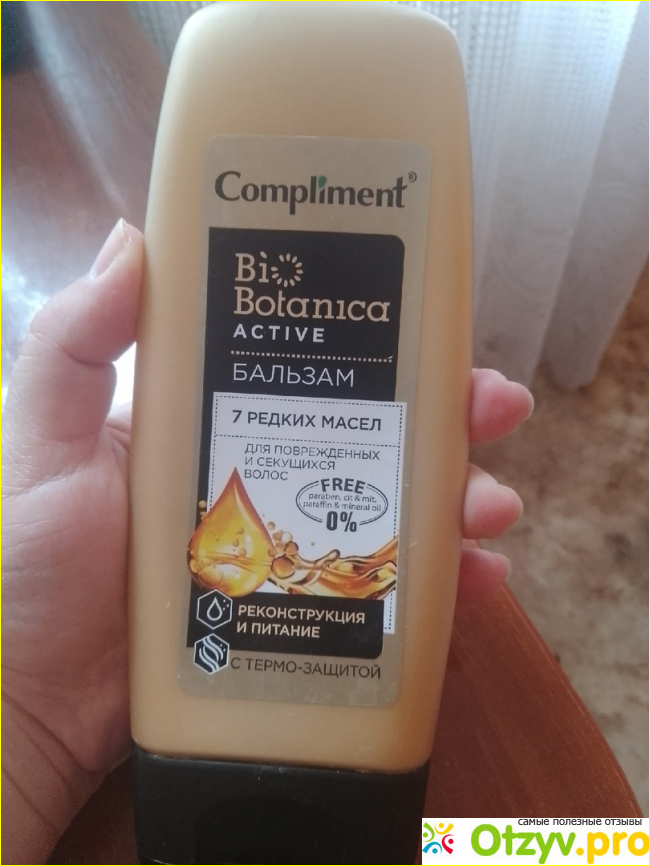 Compliment®
Bio
Botanica
ACTIVE
БАЛЬЗАМ
7 РЕДКИХ МАСЕЛ
ДЛЯ ПОВРЕЖДЕННЫХ
И СЕКУЩИХСЯ
ВОЛОС
FREE
paraben, cit & mit,
paraffin & mineral oil
0%
РЕКОНСТРУКЦИЯ
И ПИТАНИЕ
С ТЕРМО-ЗАЩИТОЙ
самые полезные отзывы
Otzyv.pro